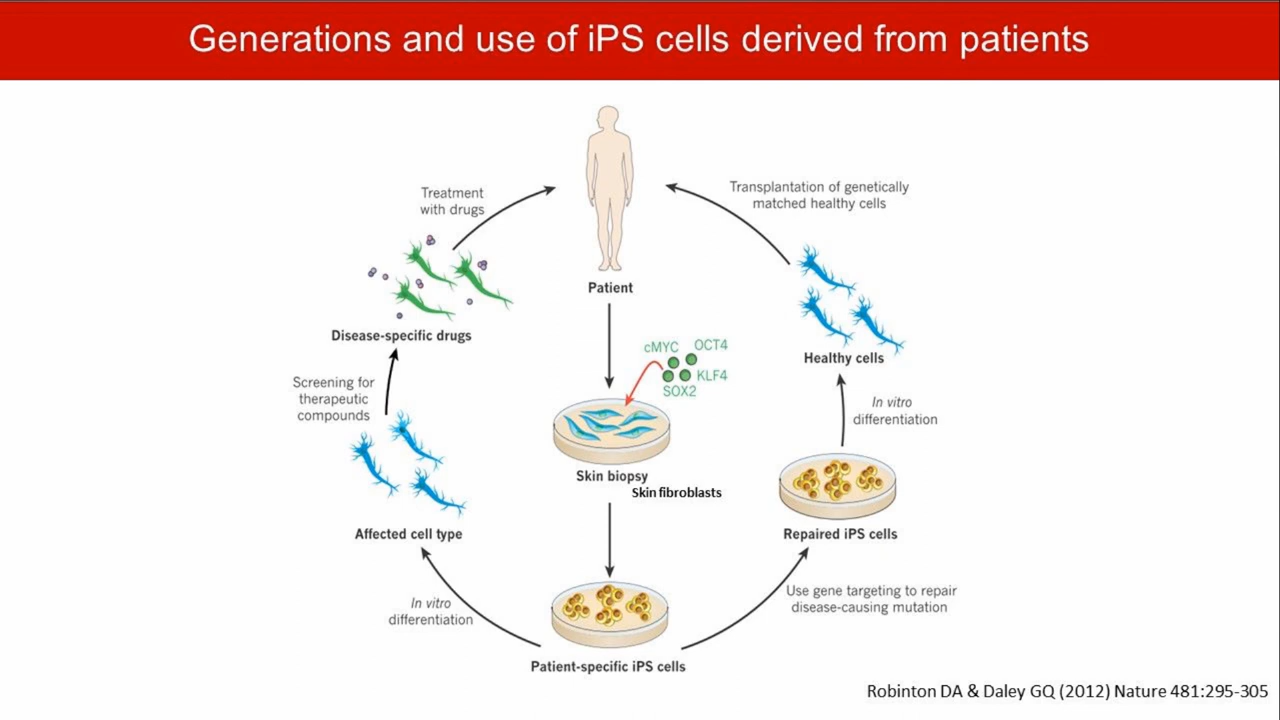 Generations and use of iPS cells derived from patients
Treatment
with drugs
Transplantation of genetically
matched healthy cells
Patient
Disease-specific drugs
cMYC
OCT4
KLF4
SOX2
Healthy cells
Screening for
therapeutic
compounds
In vitro
differentiation
Skin biopsy
Skin fibroblasts
Affected cell type
Repaired iPS cells
In vitro
differentiation
Use gene targeting to repair
disease-causing mutation
Patient-specific iPS cells
Robinton DA & Daley GQ (2012) Nature 481:295-305